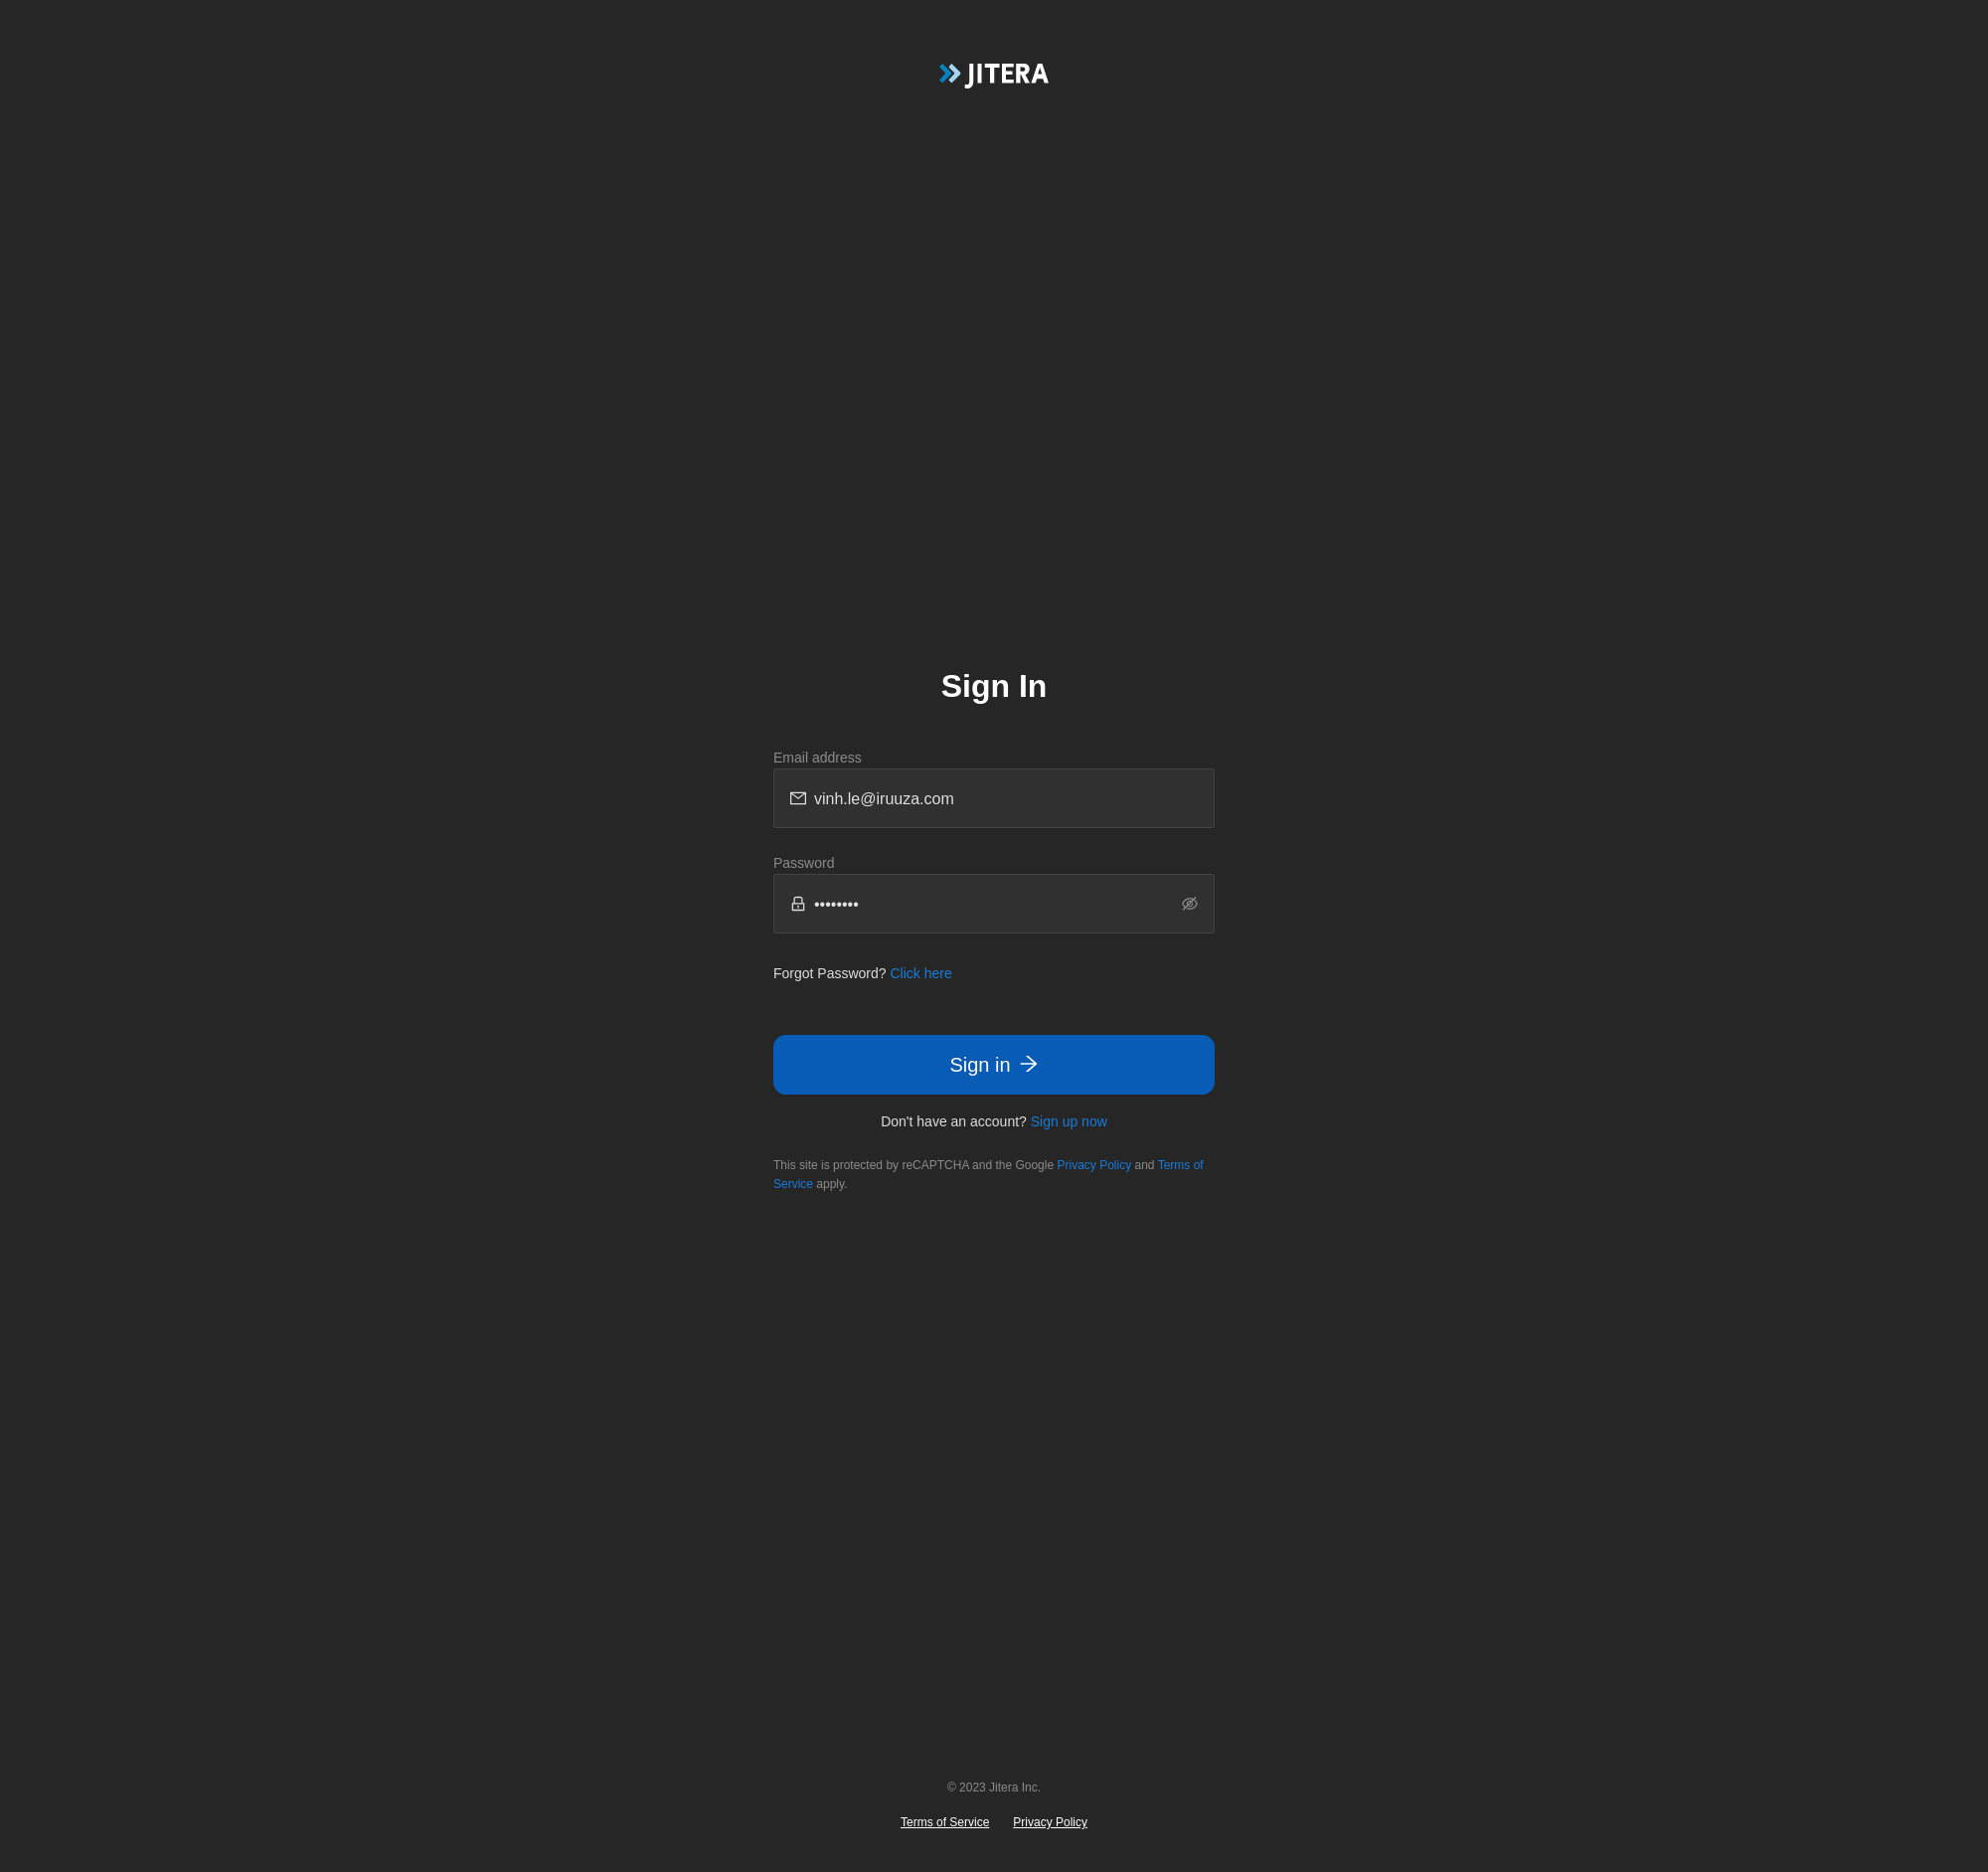 JITERA
Sign In
Email address
vinh.le@iruuza.com
Password
••••••••
Forgot Password? Click here
Sign in
Don't have an account? Sign up now
This site is protected by reCAPTCHA and the Google Privacy Policy and Terms of
Service apply.
© 2023 Jitera Inc.
Terms of Service Privacy Policy